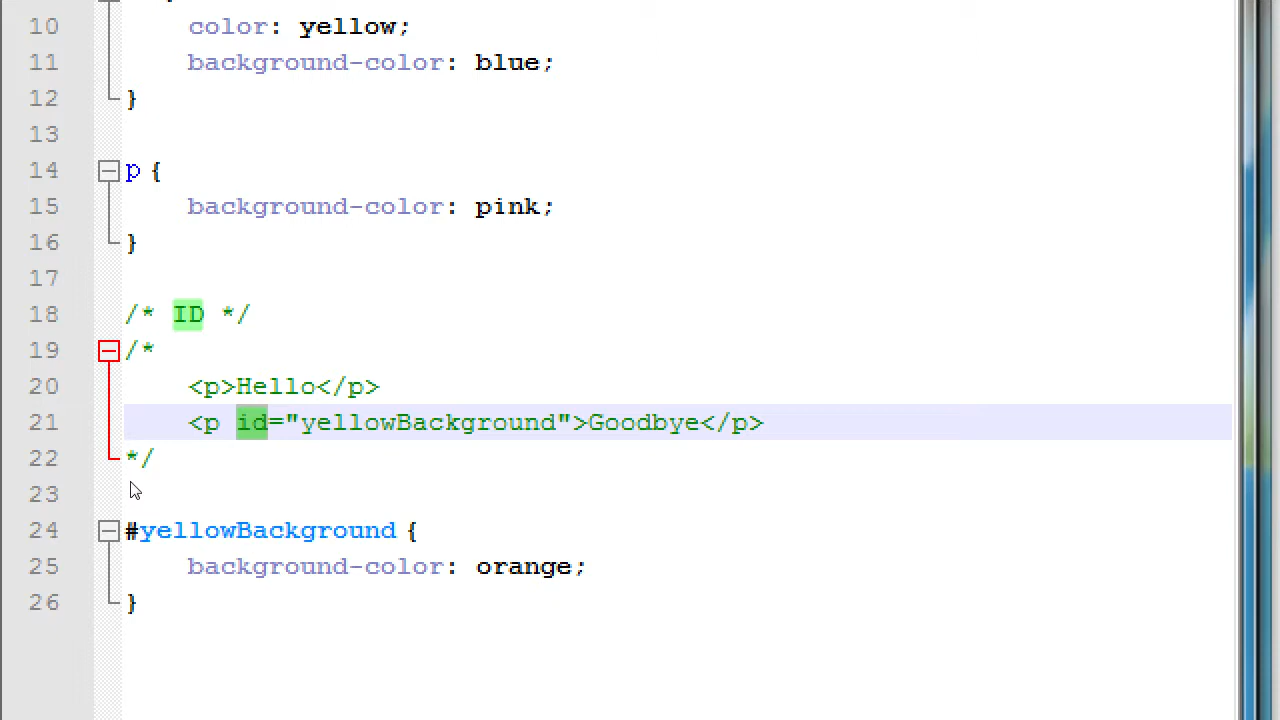 10 color: yellow;
11 background-color: blue;
12 }
13
14 p {
15 background-color: pink;
16 }
17
18 /* ID */
19 /*
20 <p>Hello</p>
21 <p id="yellowBackground">Goodbye</p>
22 */
23
24 #yellowBackground {
25 background-color: orange;
26 }